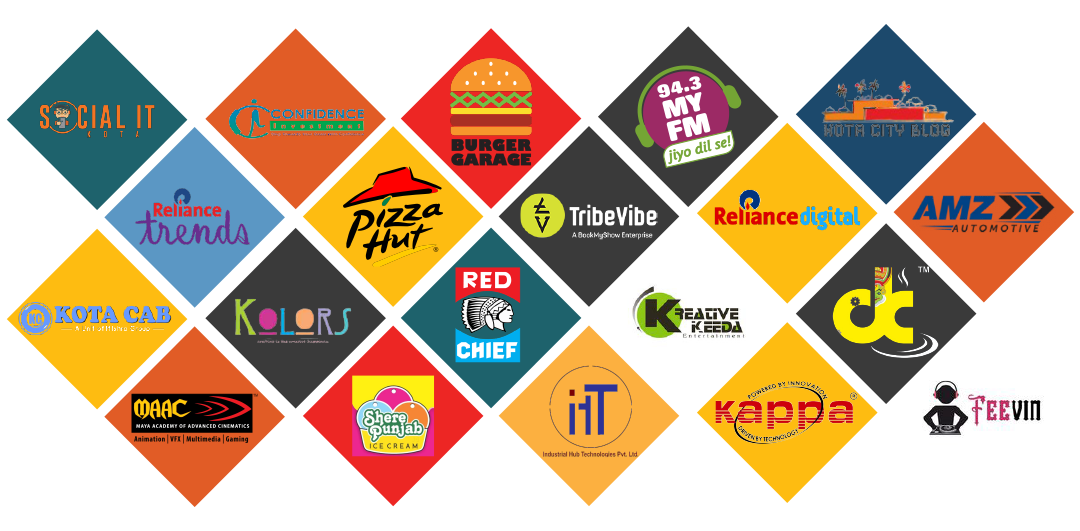 SOCIAL IT
KOTA
CONFIDENCE
Investment
BURGER
GARAGE
94.3
MY
FM
jiyo dil se!
KOTA CITY BLOG
Reliance
trends
Pizza
Hut
®
TribeVibe
A BookMyShow Enterprise
Reliance digital
AMZ
AUTOMOTIVE
KOTA CAB
KOLORS
RED
CHIEF
KREATIVE
KEEDA
Entertainment
dc
TM
MAAC
MAYA ACADEMY OF ADVANCED CINEMATICS
Animation | VFX | Multimedia | Gaming
Shere
Punjab
ICE CREAM
iHT
Industrial Hub Technologies Pvt. Ltd.
POWERED BY INNOVATION
kappa
®
DRIVEN BY TECHNOLOGY
FEEVIN